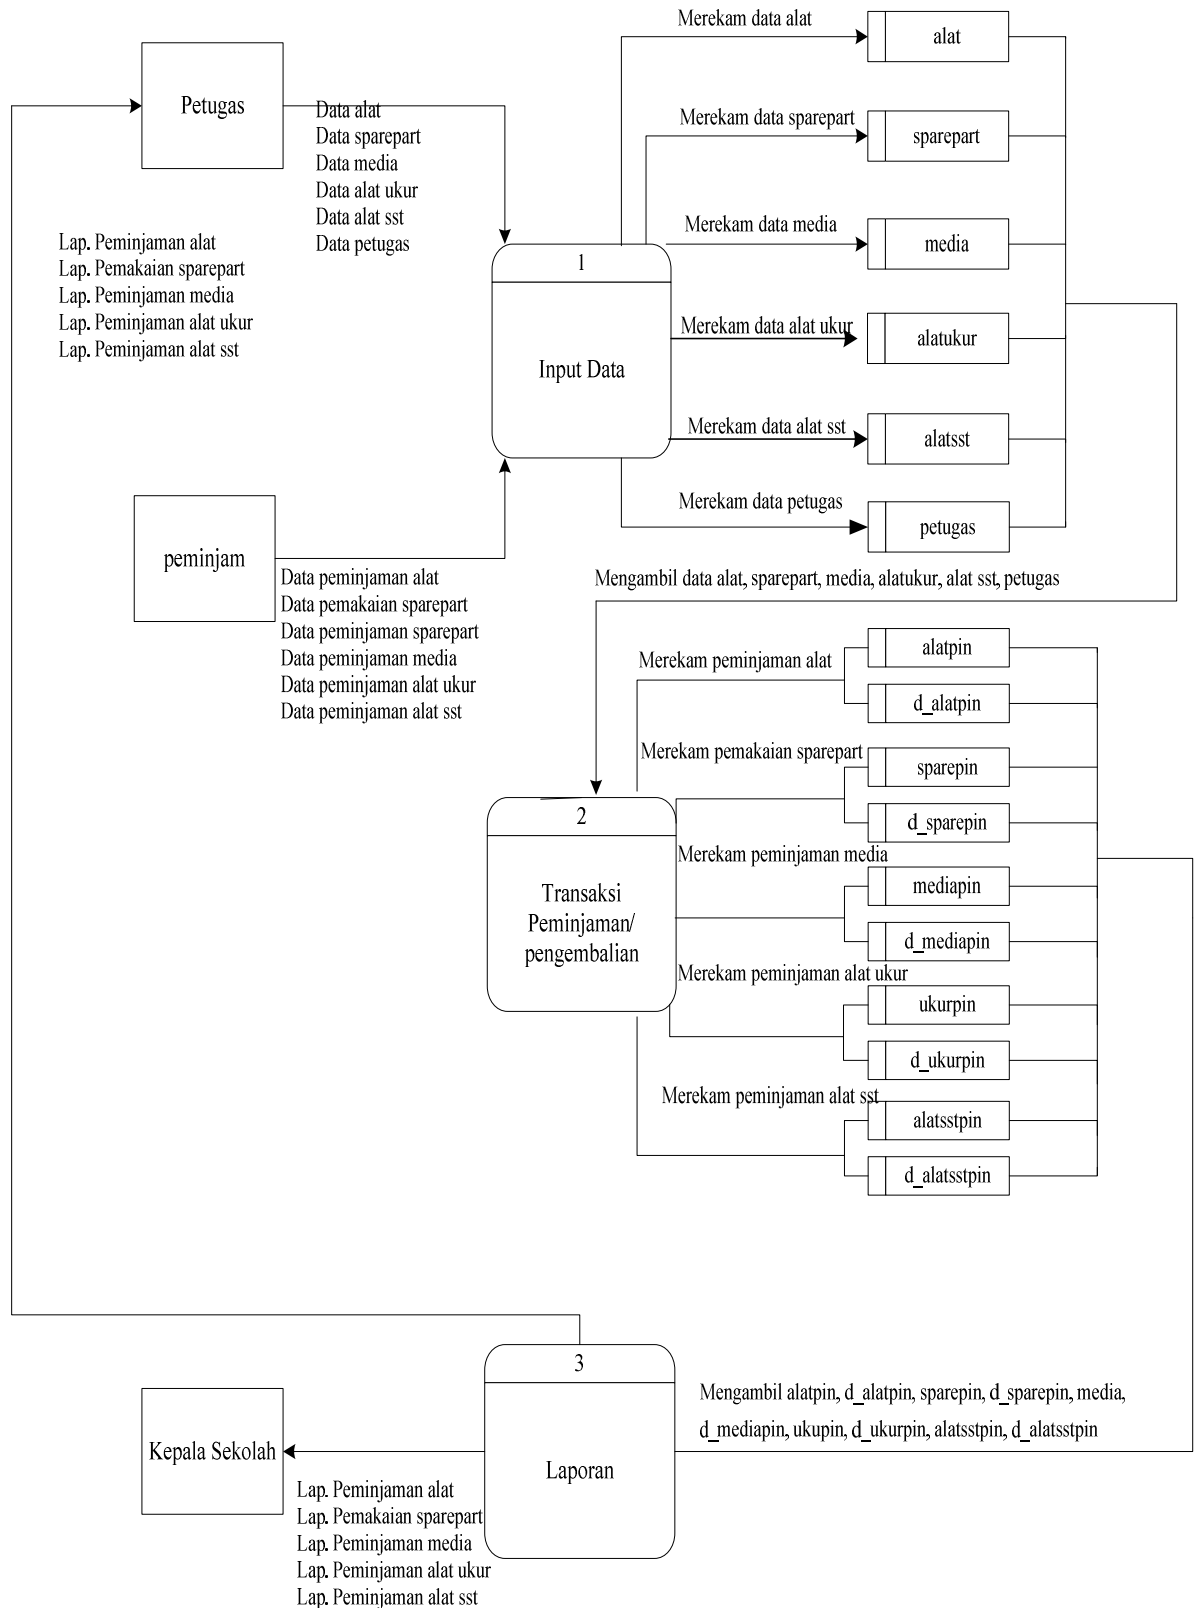 Merekam data alat
alat
Petugas
Data alat
Data sparepart
Data media
Data alat ukur
Data alat sst
Data petugas
Merekam data sparepart
sparepart
Lap. Peminjaman alat
Lap. Pemakaian sparepart
Lap. Peminjaman media
Lap. Peminjaman alat ukur
Lap. Peminjaman alat sst
Merekam data media
media
1
Input Data
Merekam data alat ukur
alatukur
Merekam data alat sst
alatsst
Merekam data petugas
petugas
peminjam
Data peminjaman alat
Data pemakaian sparepart
Data peminjaman sparepart
Data peminjaman media
Data peminjaman alat ukur
Data peminjaman alat sst
Mengambil data alat, sparepart, media, alatukur, alat sst, petugas
Merekam peminjaman alat
alatpin
d_alatpin
Merekam pemakaian sparepart
sparepin
d_sparepin
2
Transaksi
Peminjaman/
pengembalian
Merekam peminjaman media
mediapin
d_mediapin
Merekam peminjaman alat ukur
ukurpin
d_ukurpin
Merekam peminjaman alat sst
alatsstpin
d_alatsstpin
3
Laporan
Mengambil alatpin, d_alatpin, sparepin, d_sparepin, media,
d_mediapin, ukupin, d_ukurpin, alatsstpin, d_alatsstpin
Kepala Sekolah
Lap. Peminjaman alat
Lap. Pemakaian sparepart
Lap. Peminjaman media
Lap. Peminjaman alat ukur
Lap. Peminjaman alat sst